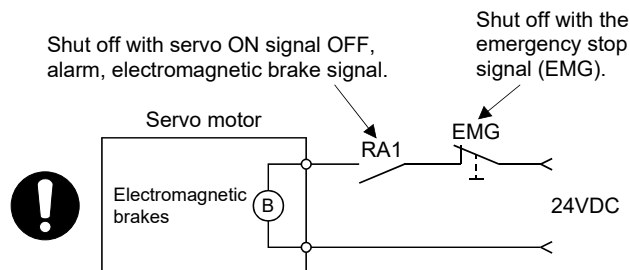 Shut off with servo ON signal OFF,
alarm, electromagnetic brake signal.
Shut off with the
emergency stop
signal (EMG).
Servo motor
RA1
EMG
Electromagnetic
brakes
B
24VDC